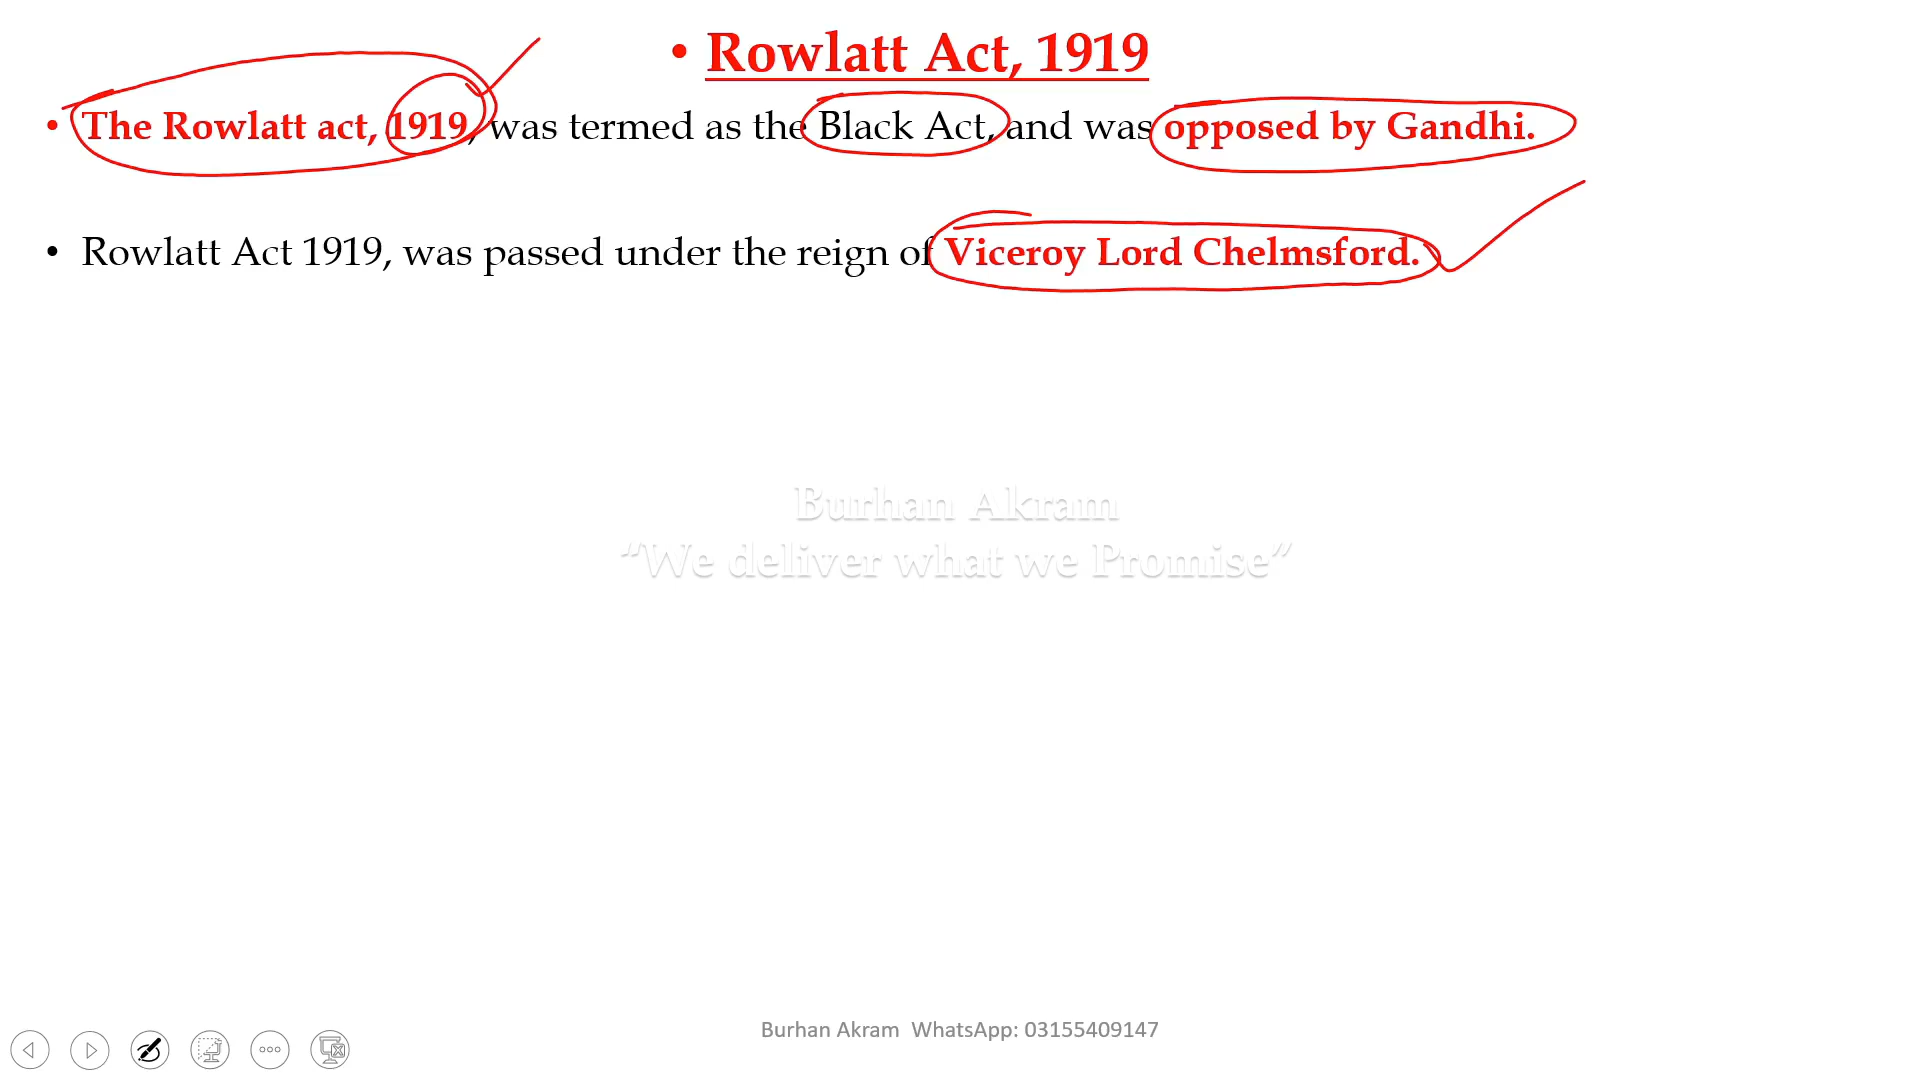 • Rowlatt Act, 1919
• The Rowlatt act, 1919, was termed as the Black Act, and was opposed by Gandhi.
• Rowlatt Act 1919, was passed under the reign of Viceroy Lord Chelmsford.
Burhan Akram
“We deliver what we Promise”
Burhan Akram WhatsApp: 03155409147